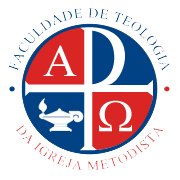 FACULDADE DE TEOLOGIA
Α
Ω
DA IGREJA METODISTA